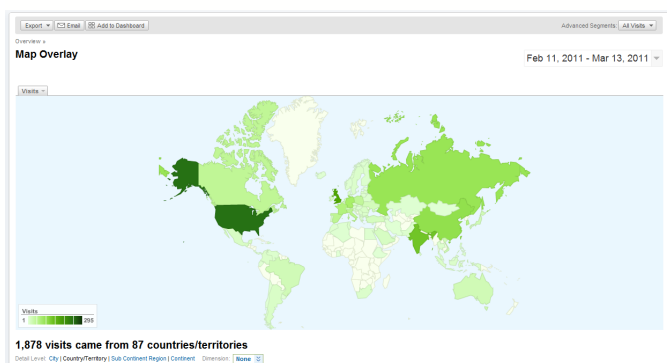 Export Email Add to Dashboard Advanced Segments: All Visits
Overview »
Map Overlay
Feb 11, 2011 - Mar 13, 2011
Visits
Visits
1 295
1,878 visits came from 87 countries/territories
Detail Level: City | Country/Territory | Sub Continent Region | Continent Dimension: None